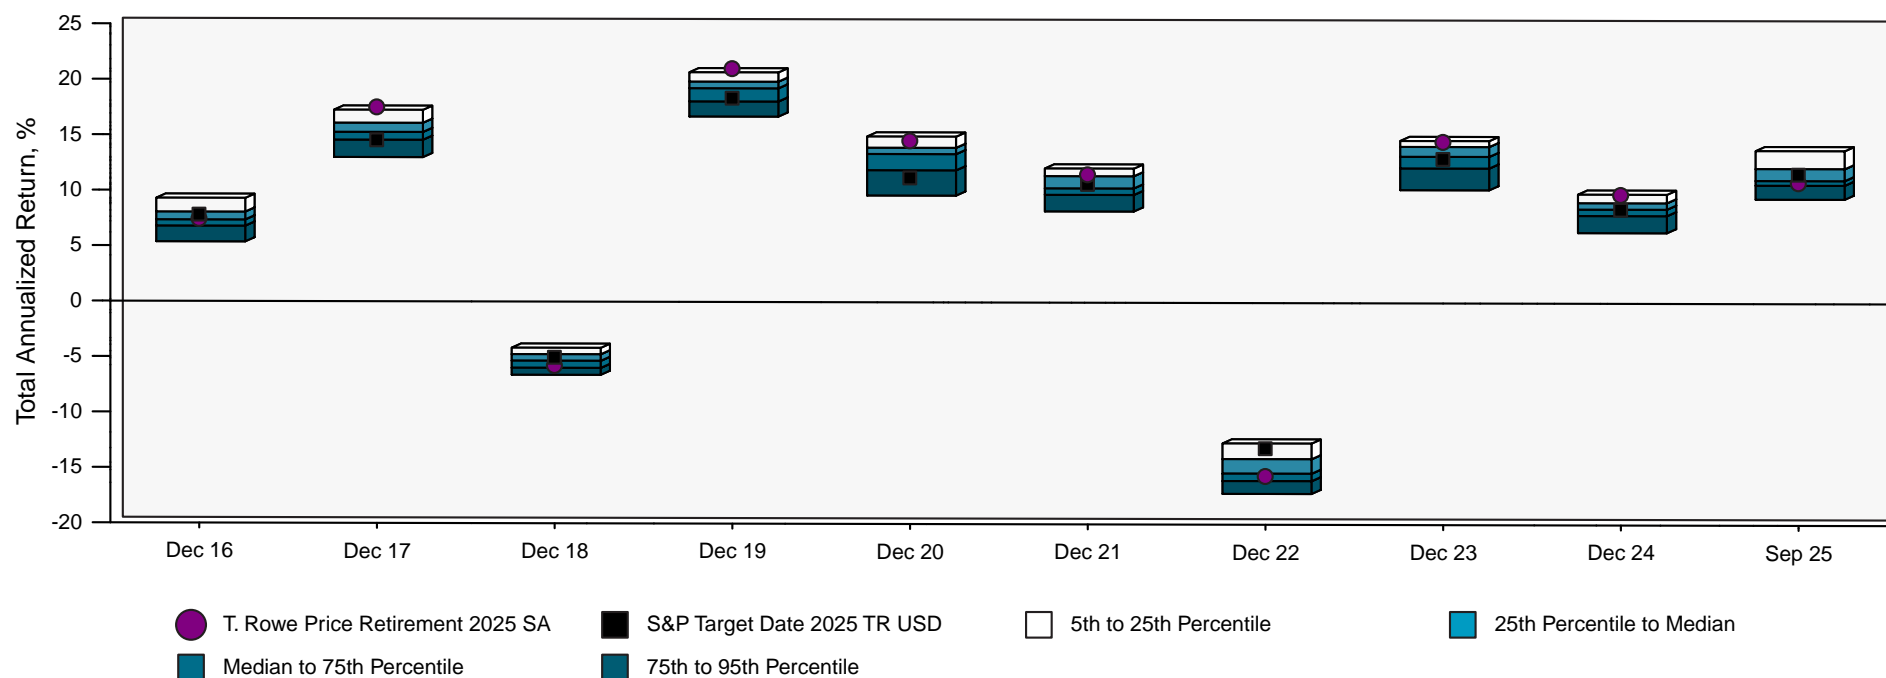 Total Annualized Return, %
25
20
15
10
5
0
-5
-10
-15
-20
Dec 16 Dec 17 Dec 18 Dec 19 Dec 20 Dec 21 Dec 22 Dec 23 Dec 24 Sep 25
T. Rowe Price Retirement 2025 SA S&P Target Date 2025 TR USD 5th to 25th Percentile 25th Percentile to Median
Median to 75th Percentile 75th to 95th Percentile